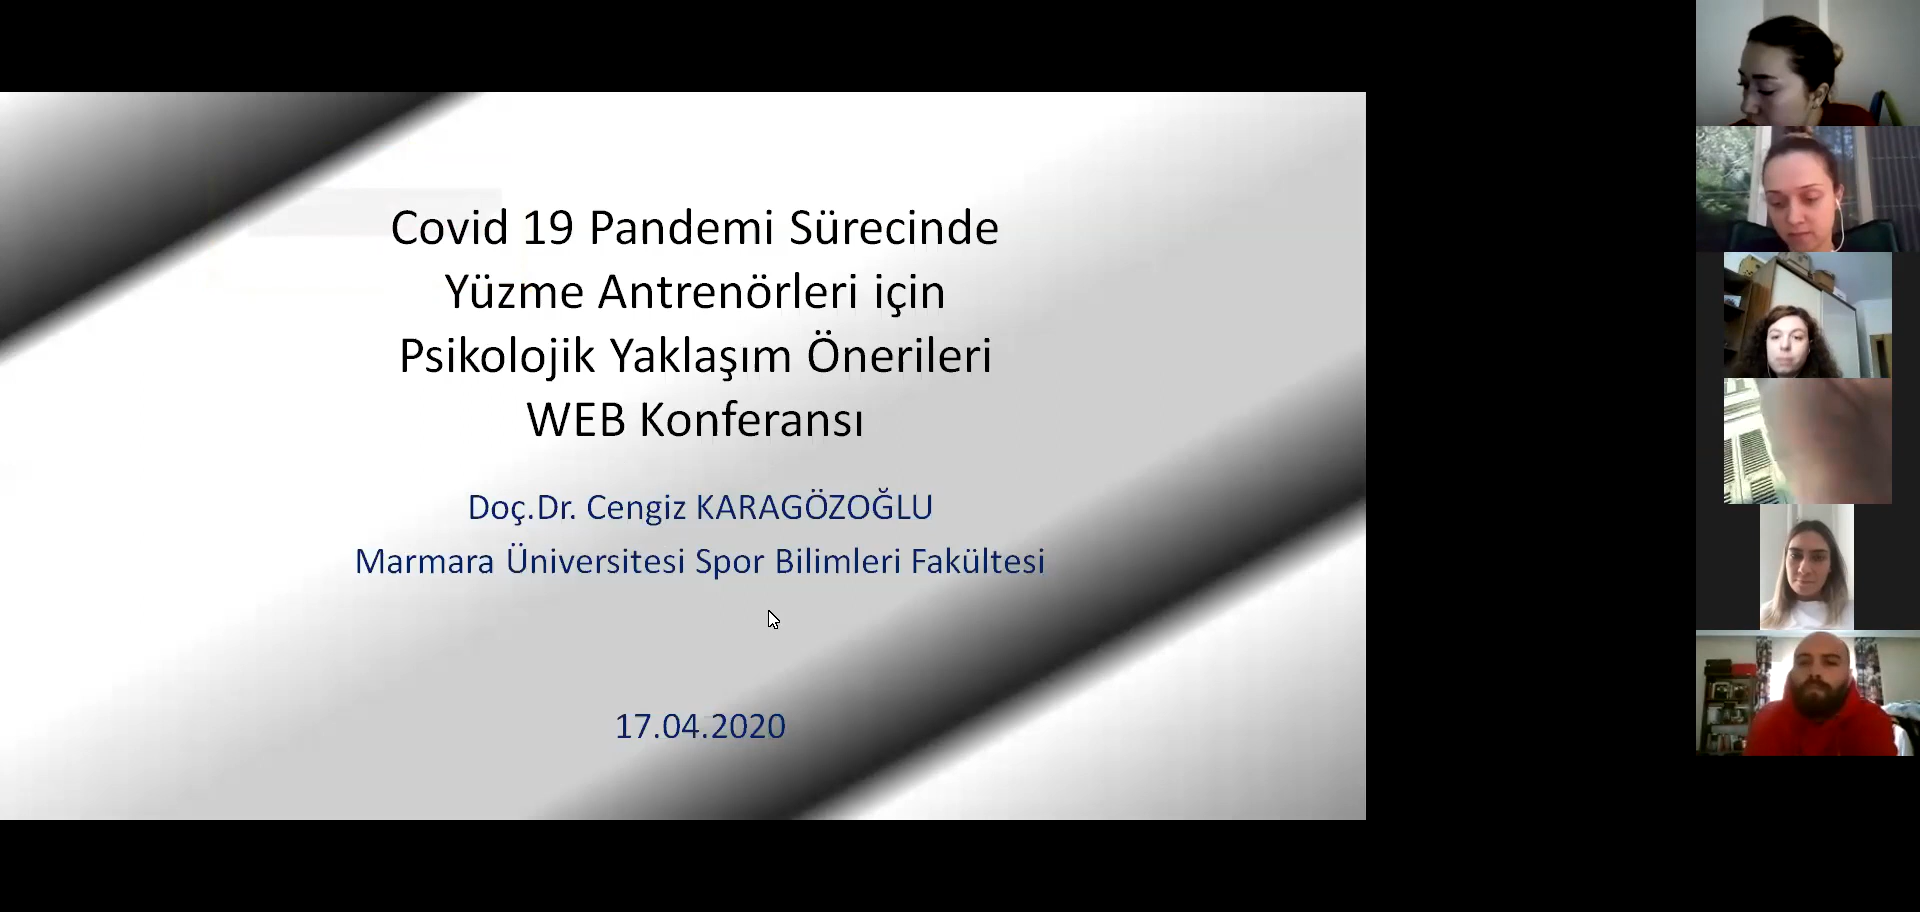 Covid 19 Pandemi Sürecinde
Yüzme Antrenörleri için
Psikolojik Yaklaşım Önerileri
WEB Konferansı
Doç.Dr. Cengiz KARAGÖZOĞLU
Marmara Üniversitesi Spor Bilimleri Fakültesi
17.04.2020